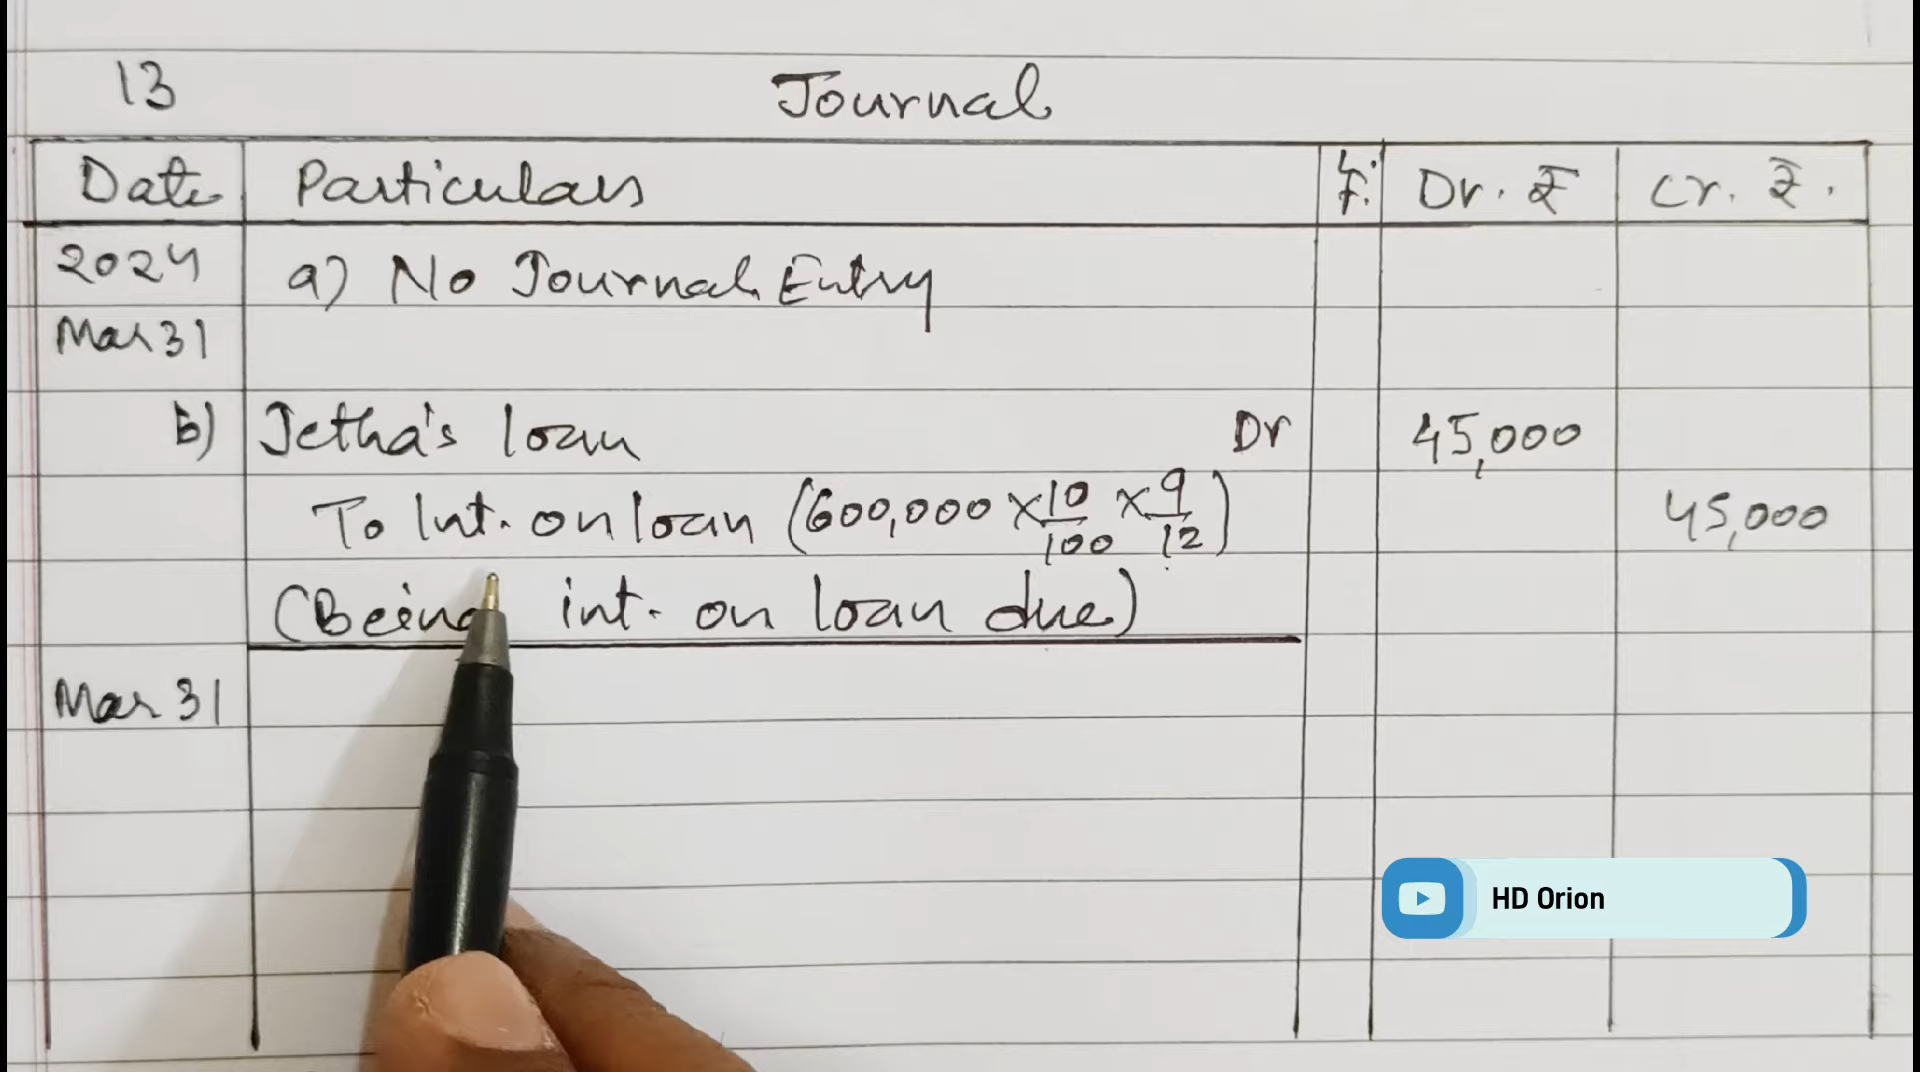 13 Journal
Date Particulars L.F. Dr. ₹ Cr. ₹.
2024 a) No Journal Entry
Mar 31
b) Jetha's loan Dr 45,000
To Int. on loan (600,000 × 10/100 × 9/12) 45,000
(Being int. on loan due)
Mar 31
HD Orion